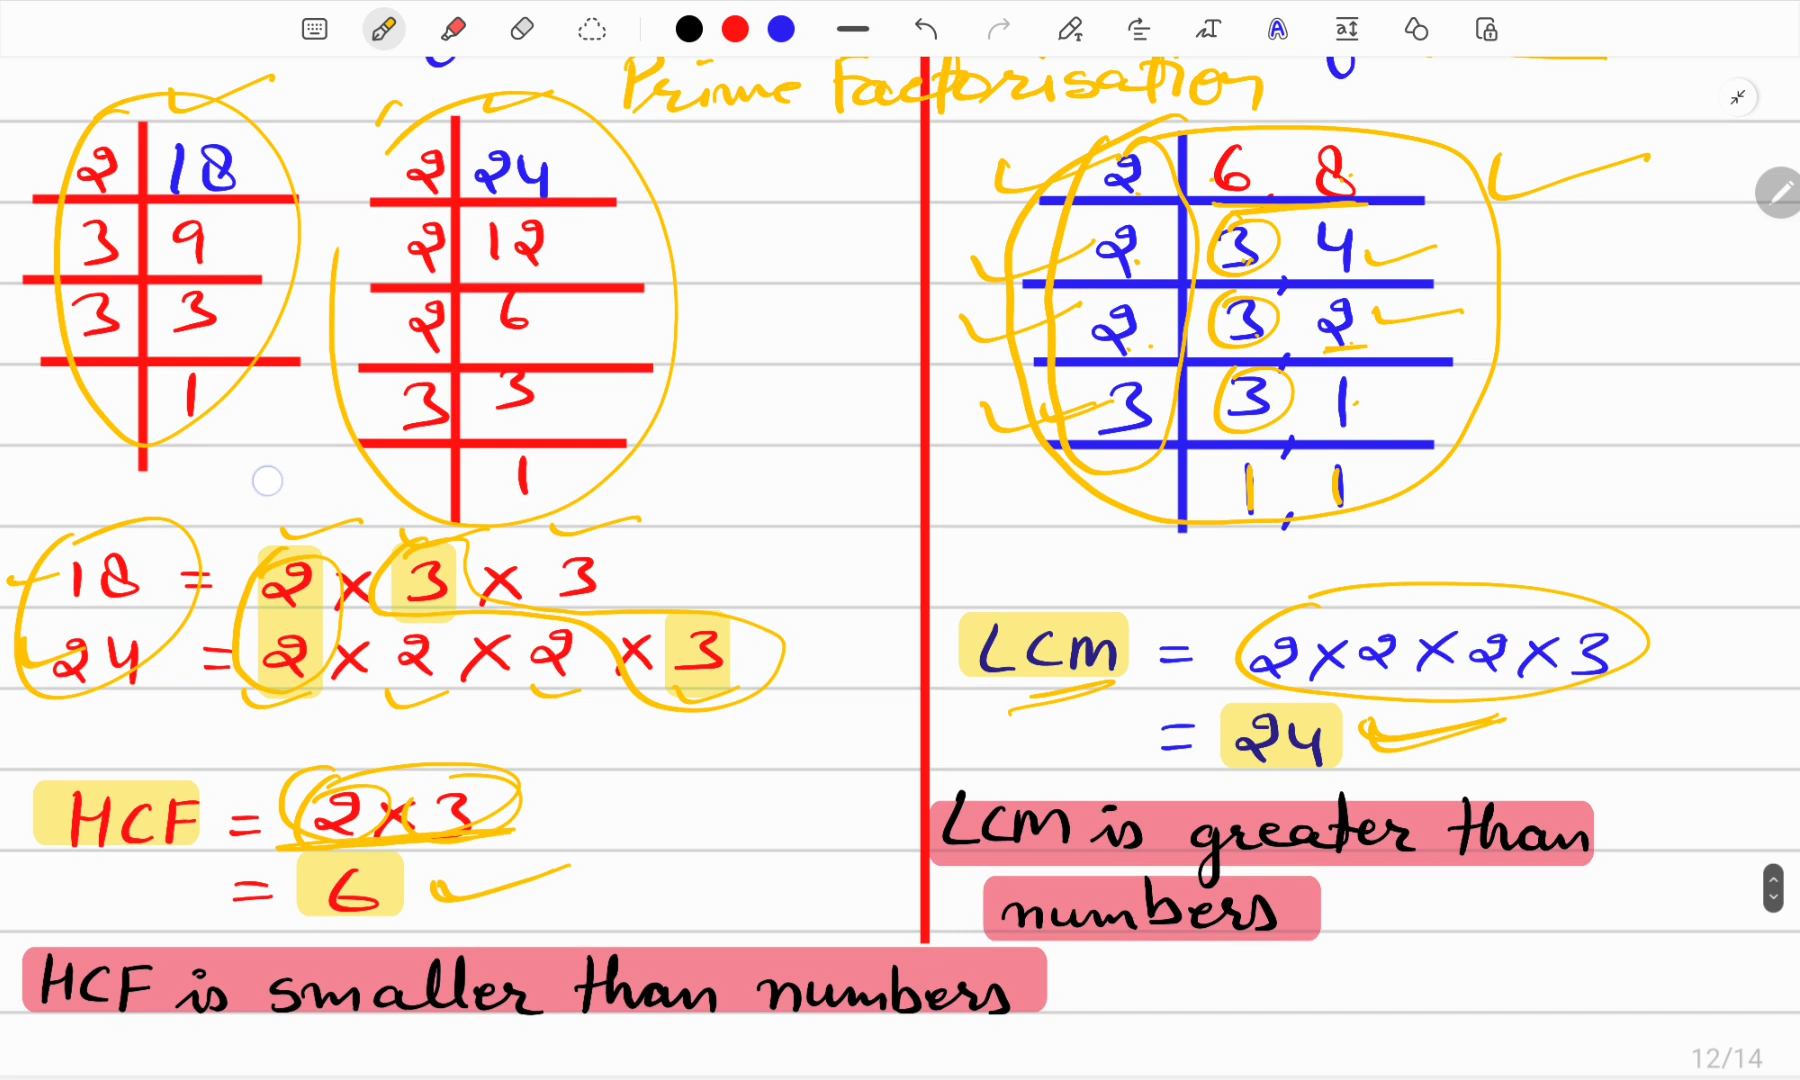 Prime Factorisation
2 18
3 9
3 3
1
2 24
2 12
2 6
3 3
1
2 6, 8
2 3, 4
2 3, 2
3 3, 1
1, 1
18 = 2 × 3 × 3
24 = 2 × 2 × 2 × 3
HCF = 2×3
= 6
HCF is smaller than numbers
LCM = 2×2×2×3
= 24
LCM is greater than
numbers
12/14